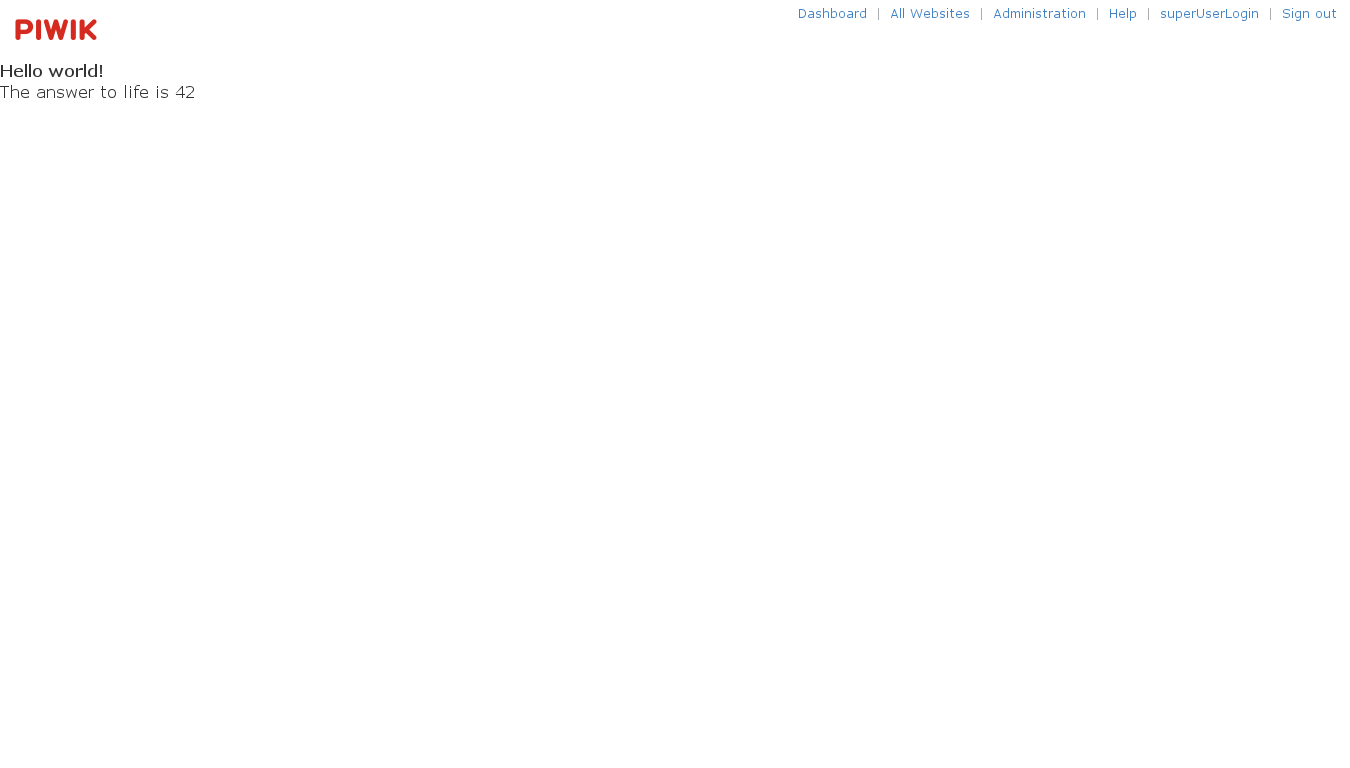 PIWIK
Dashboard | All Websites | Administration | Help | superUserLogin | Sign out
Hello world!
The answer to life is 42